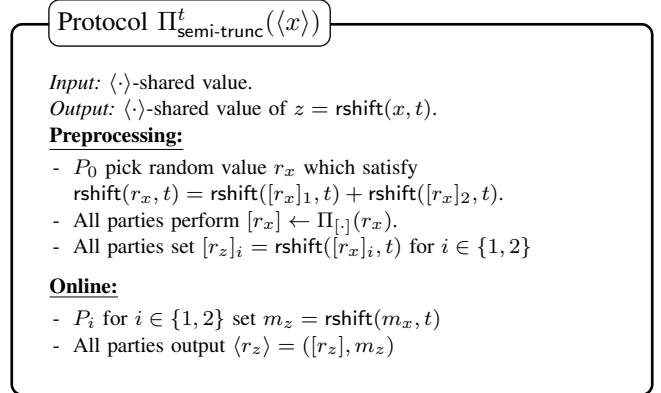 Protocol Π^t_semi-trunc(⟨x⟩)
Input: ⟨·⟩-shared value.
Output: ⟨·⟩-shared value of z = rshift(x, t).
Preprocessing:
- P_0 pick random value r_x which satisfy
rshift(r_x, t) = rshift([r_x]_1, t) + rshift([r_x]_2, t).
- All parties perform [r_x] ← Π_[·](r_x).
- All parties set [r_z]_i = rshift([r_x]_i, t) for i ∈ {1, 2}
Online:
- P_i for i ∈ {1, 2} set m_z = rshift(m_x, t)
- All parties output ⟨r_z⟩ = ([r_z], m_z)